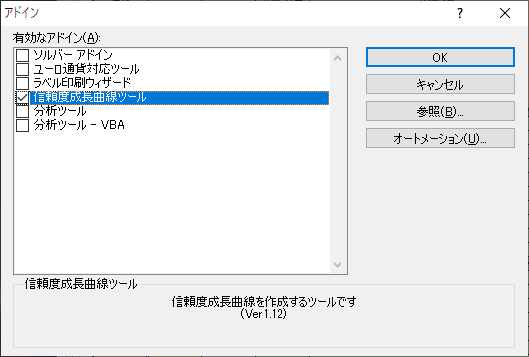 アドイン
有効なアドイン(A):
ソルバー アドイン
ユーロ通貨対応ツール
ラベル印刷ウィザード
信頼度成長曲線ツール
分析ツール
分析ツール - VBA
OK
キャンセル
参照(B)...
オートメーション(U)...
信頼度成長曲線ツール
信頼度成長曲線を作成するツールです
(Ver1.12)